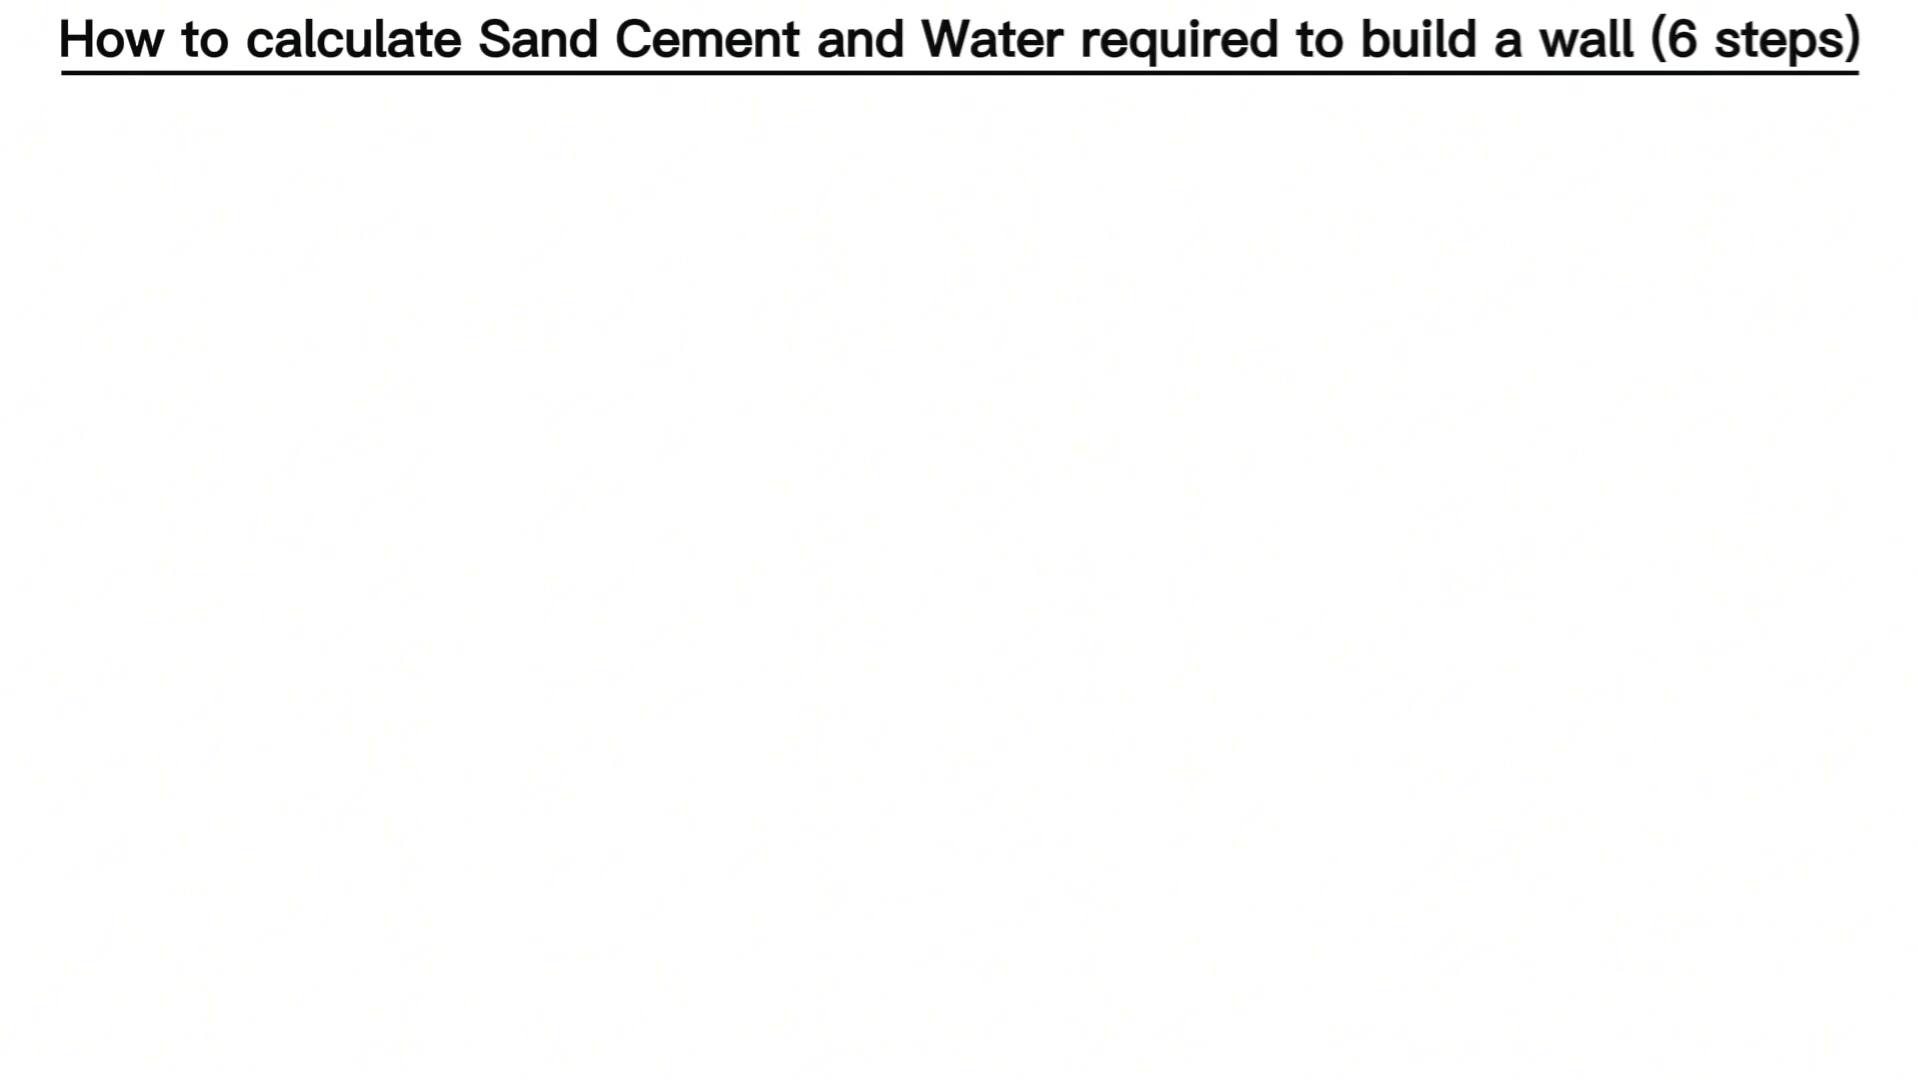 How to calculate Sand Cement and Water required to build a wall (6 steps)